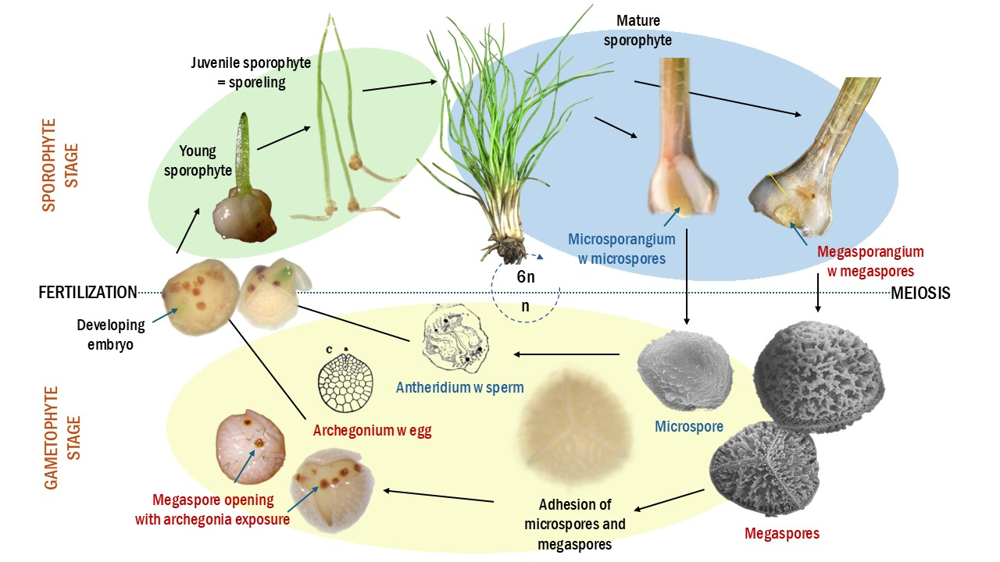 Mature
sporophyte
Juvenile sporophyte
= sporeling
Young
sporophyte
SPOROPHYTE
STAGE
Microsporangium
w microspores
Megasporangium
w megaspores
6n
n
FERTILIZATION
MEIOSIS
Developing
embryo
c a
Antheridium w sperm
Archegonium w egg
Microspore
GAMETOPHYTE
STAGE
Megaspore opening
with archegonia exposure
Adhesion of
microspores and
megaspores
Megaspores